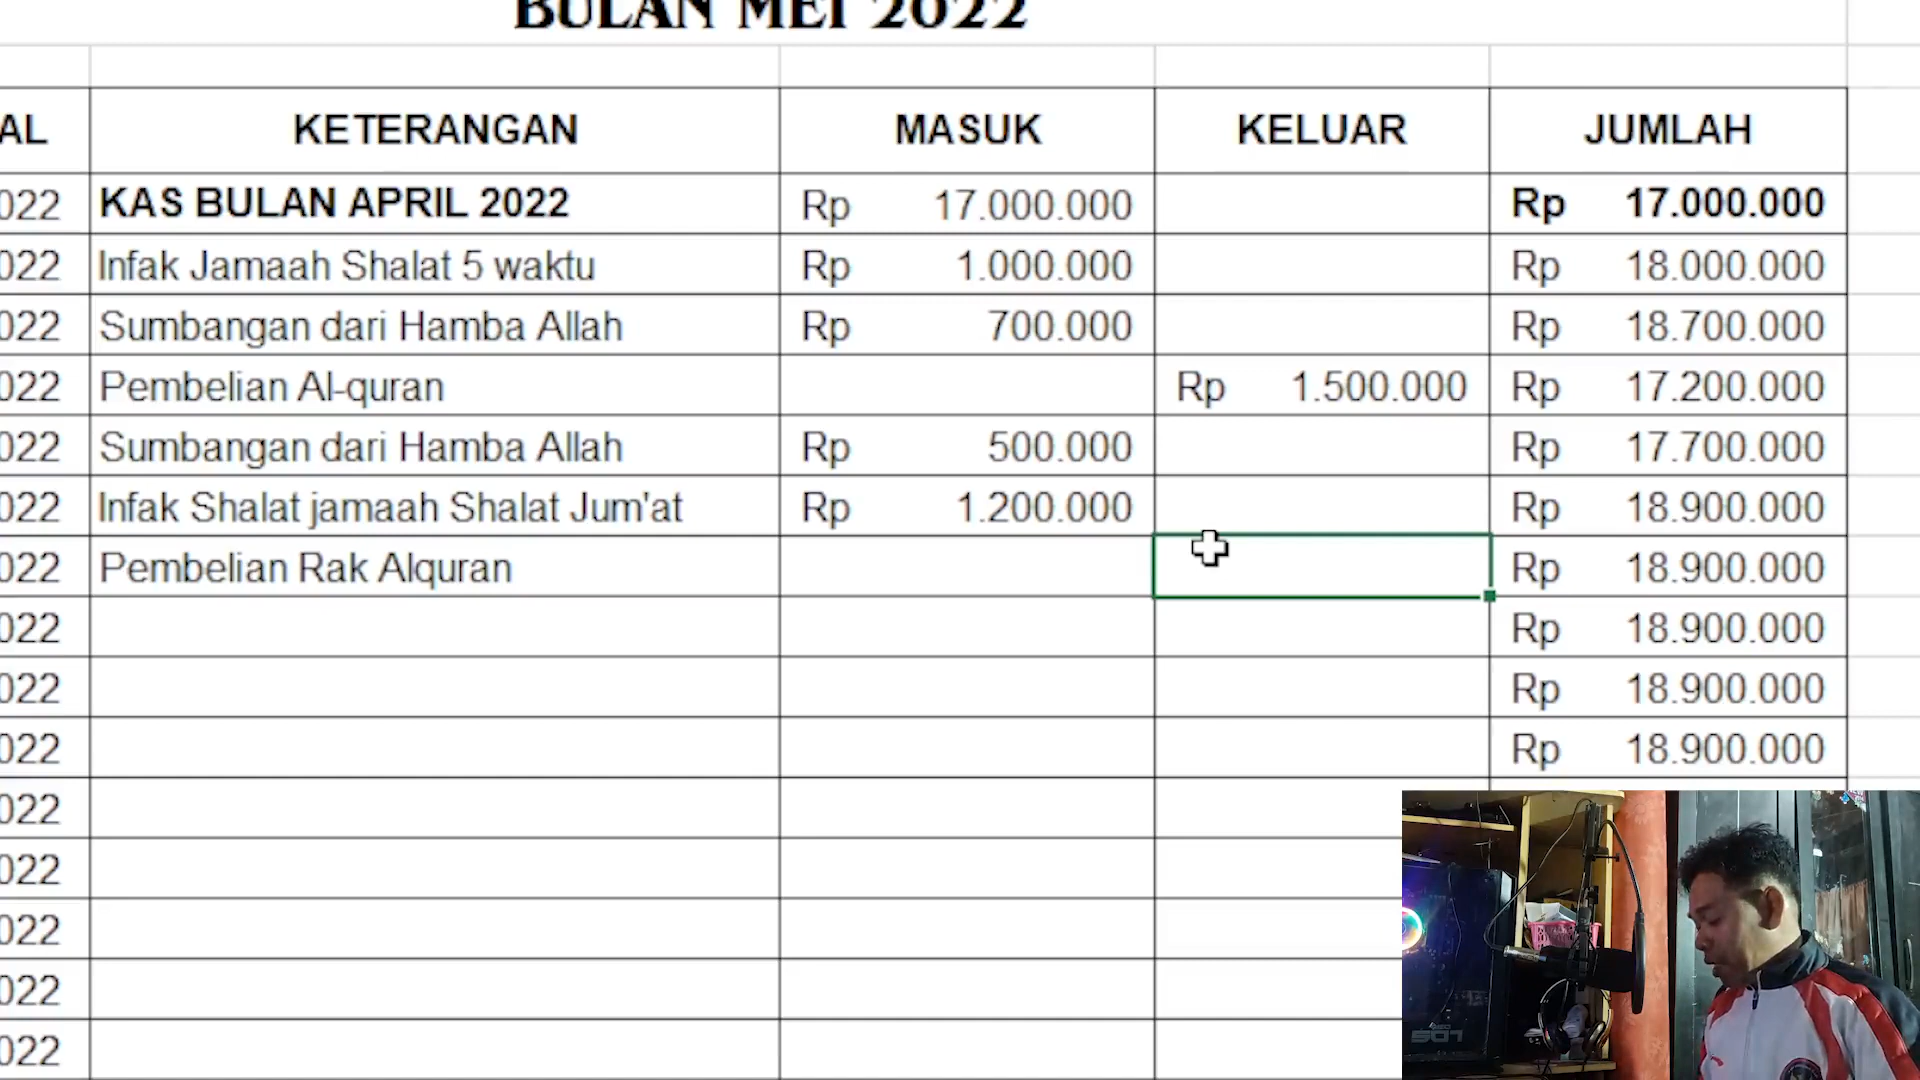 BULAN MEI 2022
AL KETERANGAN MASUK KELUAR JUMLAH
022 KAS BULAN APRIL 2022 Rp 17.000.000 Rp 17.000.000
022 Infak Jamaah Shalat 5 waktu Rp 1.000.000 Rp 18.000.000
022 Sumbangan dari Hamba Allah Rp 700.000 Rp 18.700.000
022 Pembelian Al-quran Rp 1.500.000 Rp 17.200.000
022 Sumbangan dari Hamba Allah Rp 500.000 Rp 17.700.000
022 Infak Shalat jamaah Shalat Jum'at Rp 1.200.000 Rp 18.900.000
022 Pembelian Rak Alquran Rp 18.900.000
022 Rp 18.900.000
022 Rp 18.900.000
022 Rp 18.900.000
022
022
022
022
022